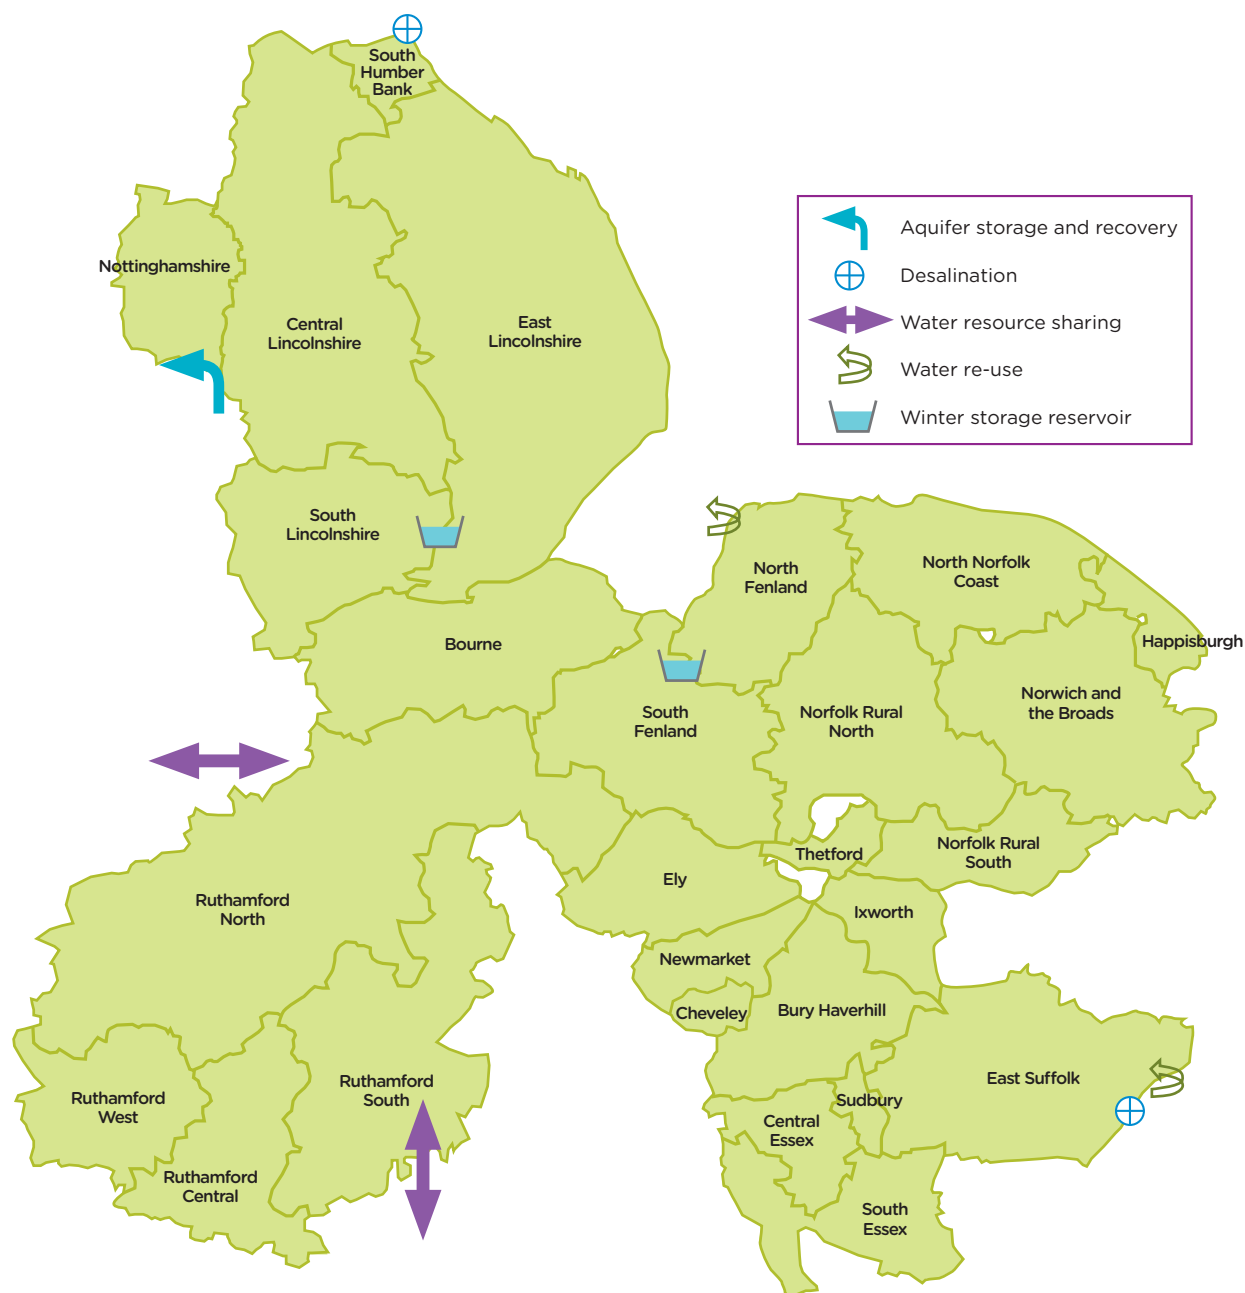 South
Humber
Bank
Nottinghamshire
Central
Lincolnshire
East
Lincolnshire
Aquifer storage and recovery
Desalination
Water resource sharing
Water re-use
Winter storage reservoir
South
Lincolnshire
North
Fenland
North Norfolk
Coast
Happisburgh
Bourne
South
Fenland
Norfolk Rural
North
Norwich and
the Broads
Thetford
Norfolk Rural
South
Ely
Ruthamford
North
Ixworth
Newmarket
Cheveley
Bury Haverhill
Ruthamford
West
Ruthamford
South
East Suffolk
Sudbury
Central
Essex
Ruthamford
Central
South
Essex